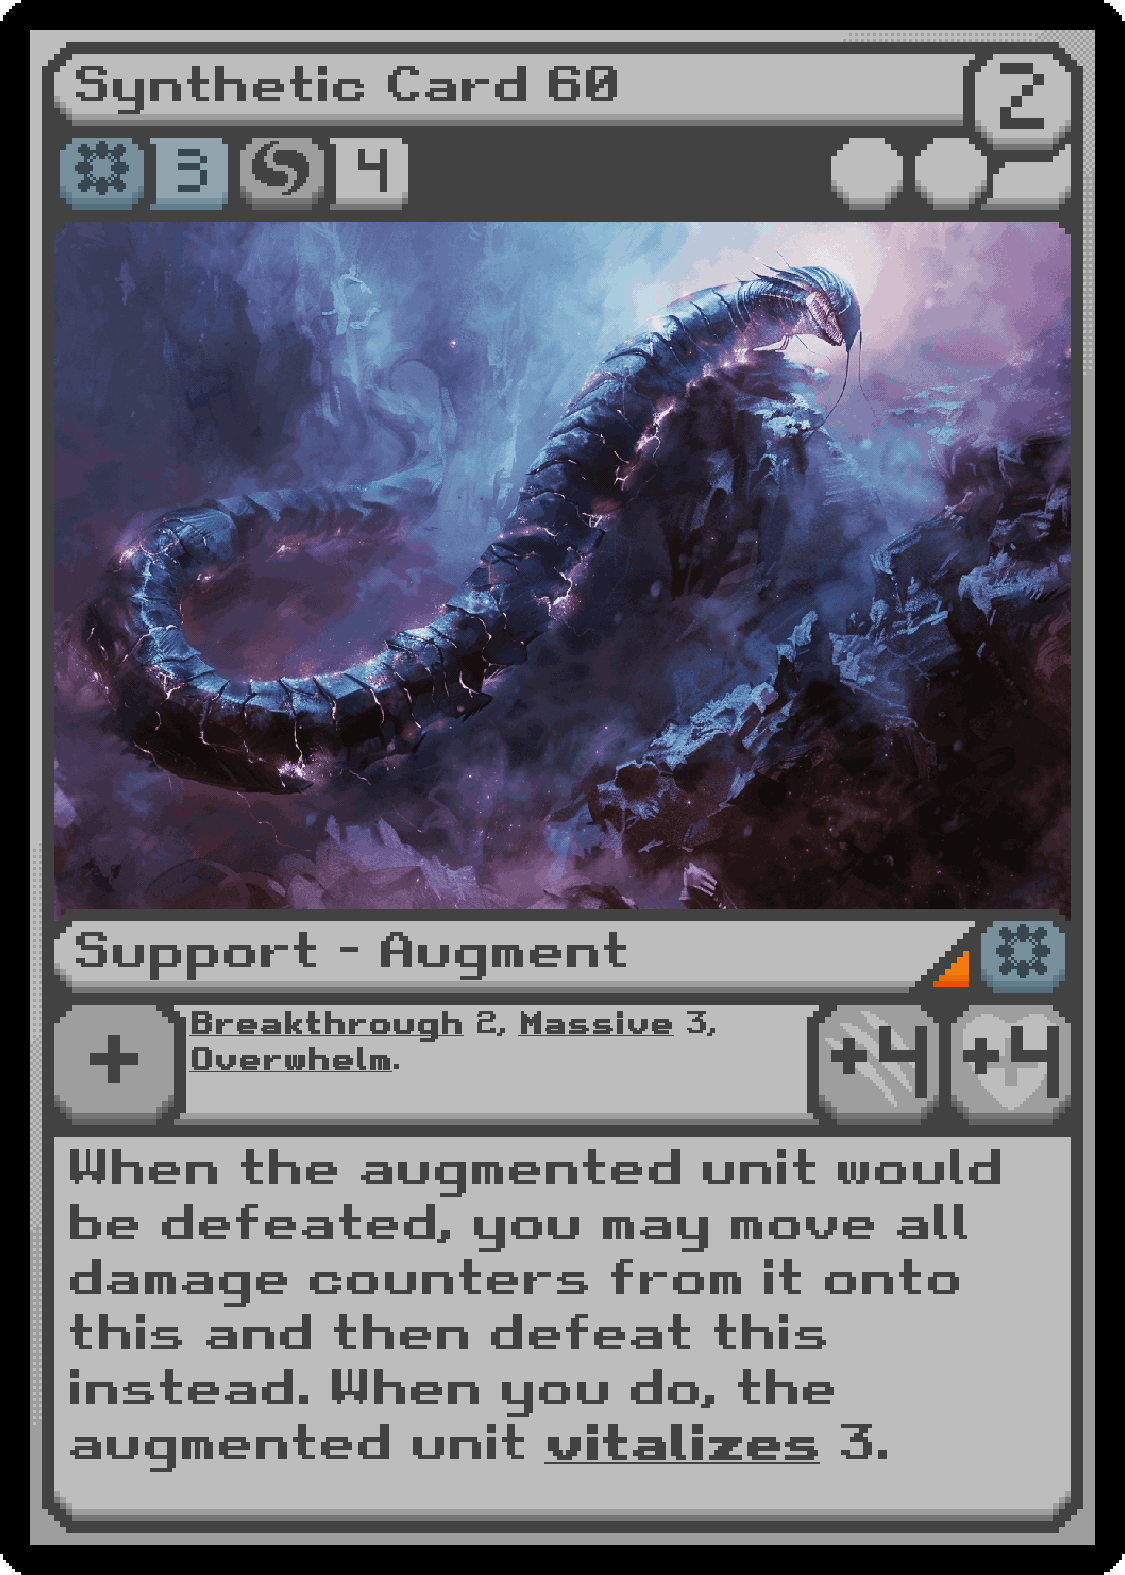 Synthetic Card 60
2
3 4
Support - Augment
+
Breakthrough 2, Massive 3,
Overwhelm.
+4 +4
When the augmented unit would
be defeated, you may move all
damage counters from it onto
this and then defeat this
instead. When you do, the
augmented unit vitalizes 3.